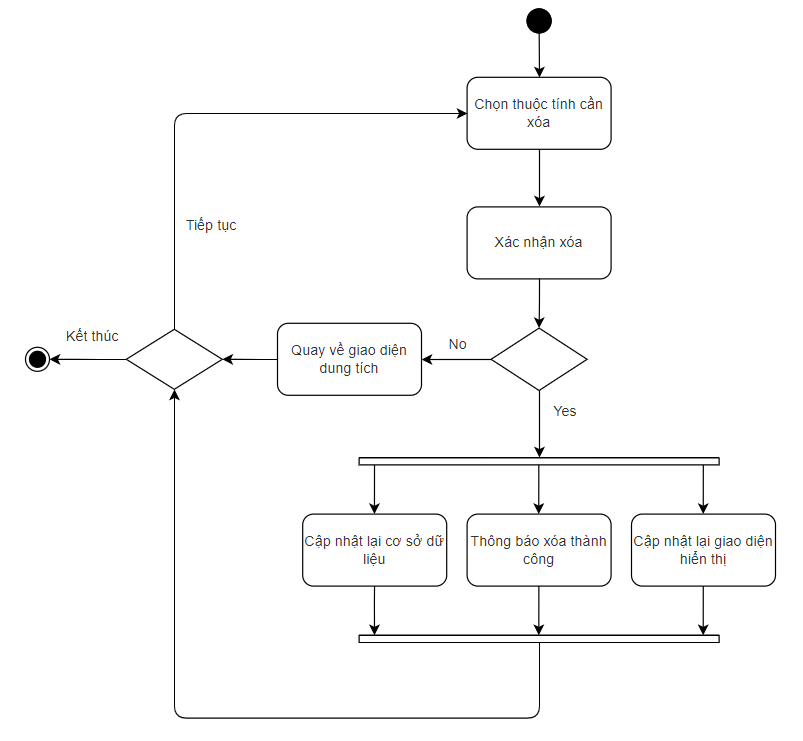 Chọn thuộc tính cần
xóa
Tiếp tục
Xác nhận xóa
Kết thúc
Quay về giao diện
dung tích
No
Yes
Cập nhật lại cơ sở dữ
liệu
Thông báo xóa thành
công
Cập nhật lại giao diện
hiển thị